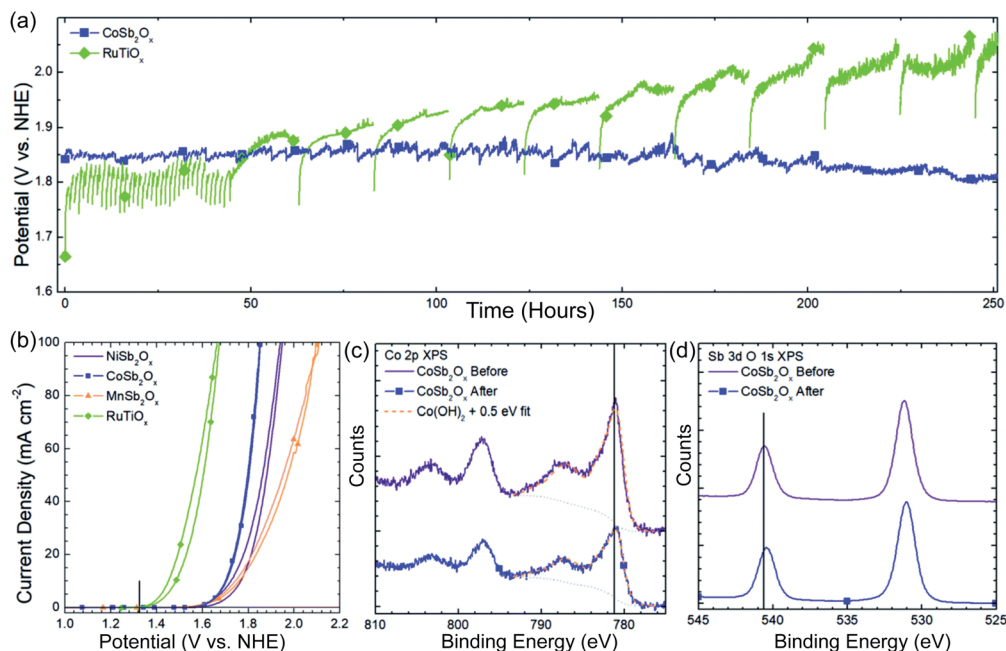 (a)
CoSb₂Oₓ
RuTiOₓ
Potential (V vs. NHE)
2.0
1.9
1.8
1.7
1.6
0
50
100
150
200
250
Time (Hours)
(b)
NiSb₂Oₓ
CoSb₂Oₓ
MnSb₂Oₓ
RuTiOₓ
Current Density (mA cm⁻²)
100
80
60
40
20
0
1.0
1.2
1.4
1.6
1.8
2.0
2.2
Potential (V vs. NHE)
(c)
Co 2p XPS
CoSb₂Oₓ Before
CoSb₂Oₓ After
Co(OH)₂ + 0.5 eV fit
Counts
810
800
790
780
Binding Energy (eV)
(d)
Sb 3d O 1s XPS
CoSb₂Oₓ Before
CoSb₂Oₓ After
Counts
545
540
535
530
525
Binding Energy (eV)